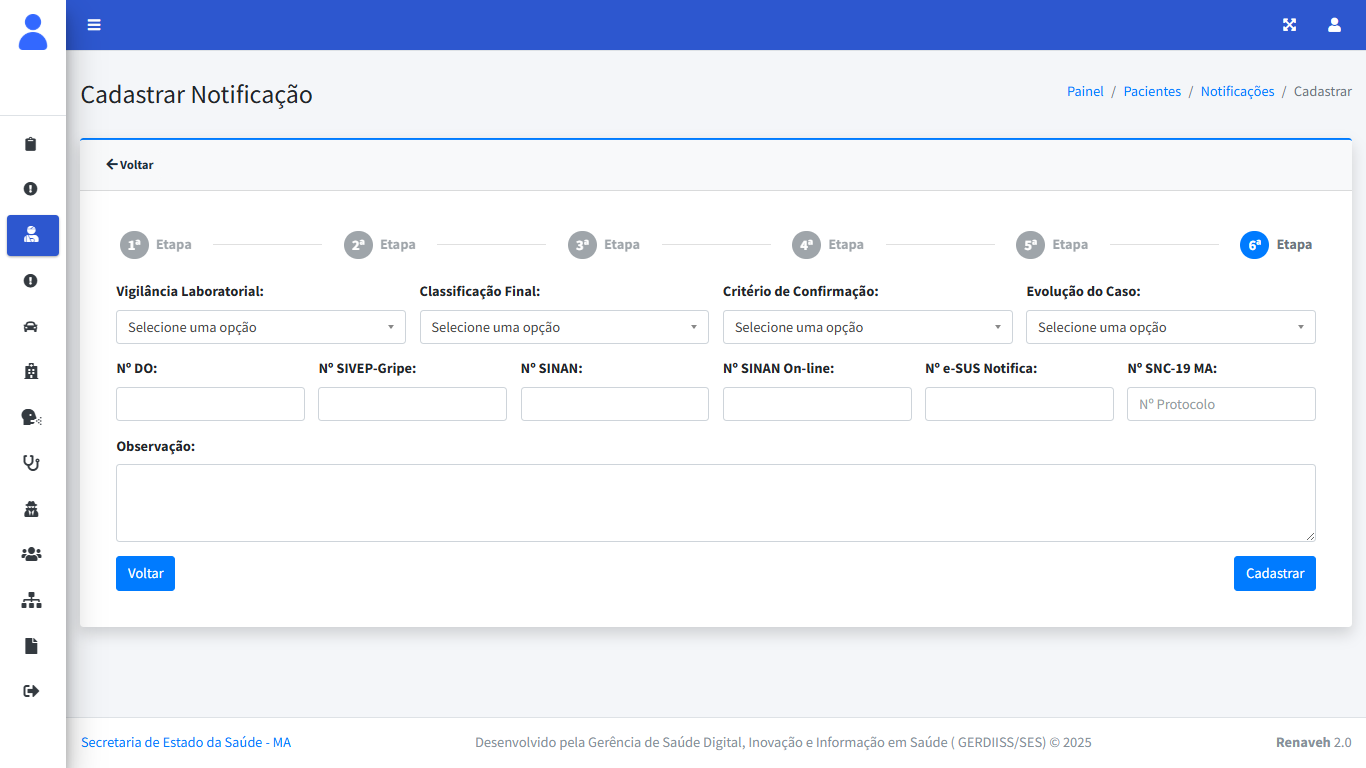 Cadastrar Notificação
Painel / Pacientes / Notificações / Cadastrar
Voltar
1ª Etapa 2ª Etapa 3ª Etapa 4ª Etapa 5ª Etapa 6ª Etapa
Vigilância Laboratorial: Classificação Final: Critério de Confirmação: Evolução do Caso:
Selecione uma opção Selecione uma opção Selecione uma opção Selecione uma opção
Nº DO: Nº SIVEP-Gripe: Nº SINAN: Nº SINAN On-line: Nº e-SUS Notifica: Nº SNC-19 MA:
Nº Protocolo
Observação:
Voltar Cadastrar
Secretaria de Estado da Saúde - MA Desenvolvido pela Gerência de Saúde Digital, Inovação e Informação em Saúde ( GERDIISS/SES) © 2025 Renaveh 2.0